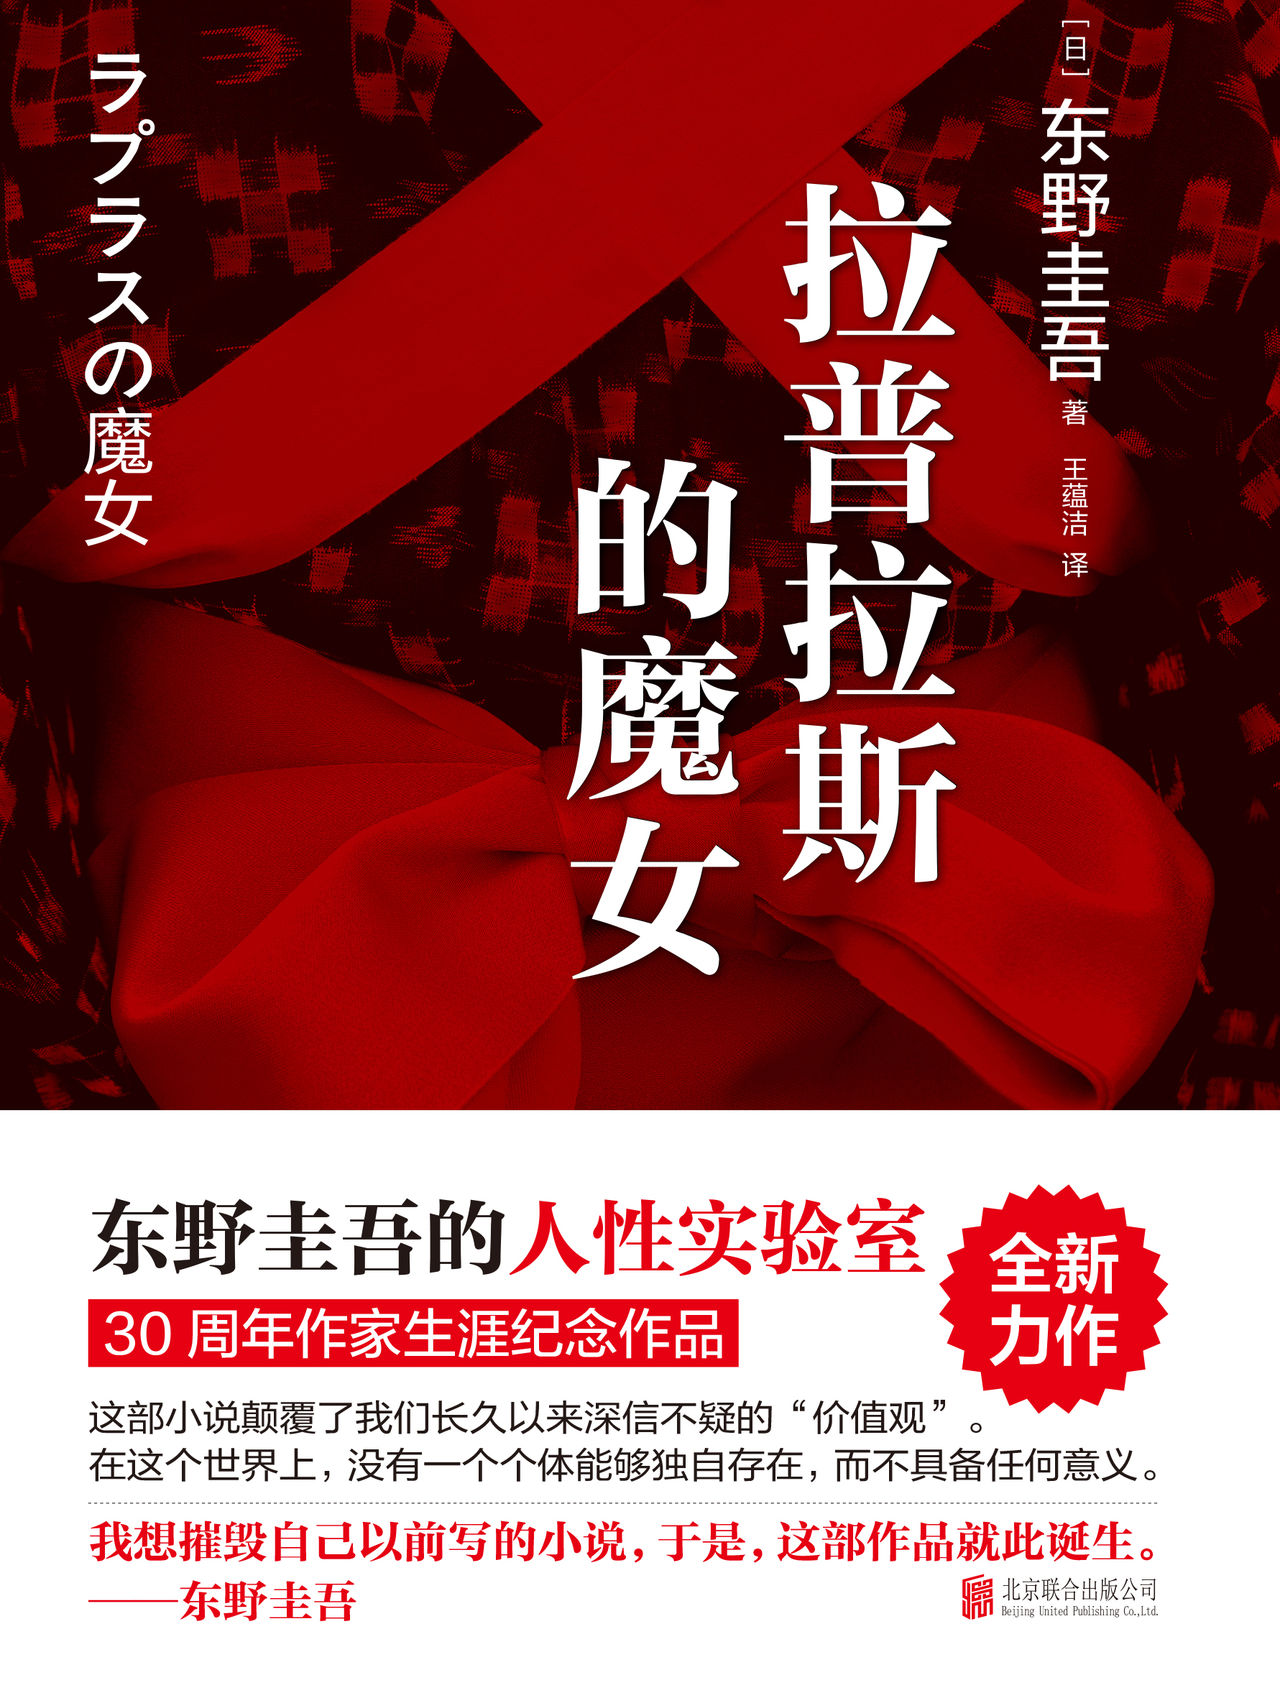 [日]东野圭吾 著 王蕴洁 译
拉普拉斯
的魔女
ラプラスの魔女
东野圭吾的人性实验室
全新
力作
30 周年作家生涯纪念作品
这部小说颠覆了我们长久以来深信不疑的“价值观”。
在这个世界上，没有一个个体能够独自存在，而不具备任何意义。
我想摧毁自己以前写的小说，于是，这部作品就此诞生。
——东野圭吾
北京联合出版公司
Beijing United Publishing Co.,Ltd.